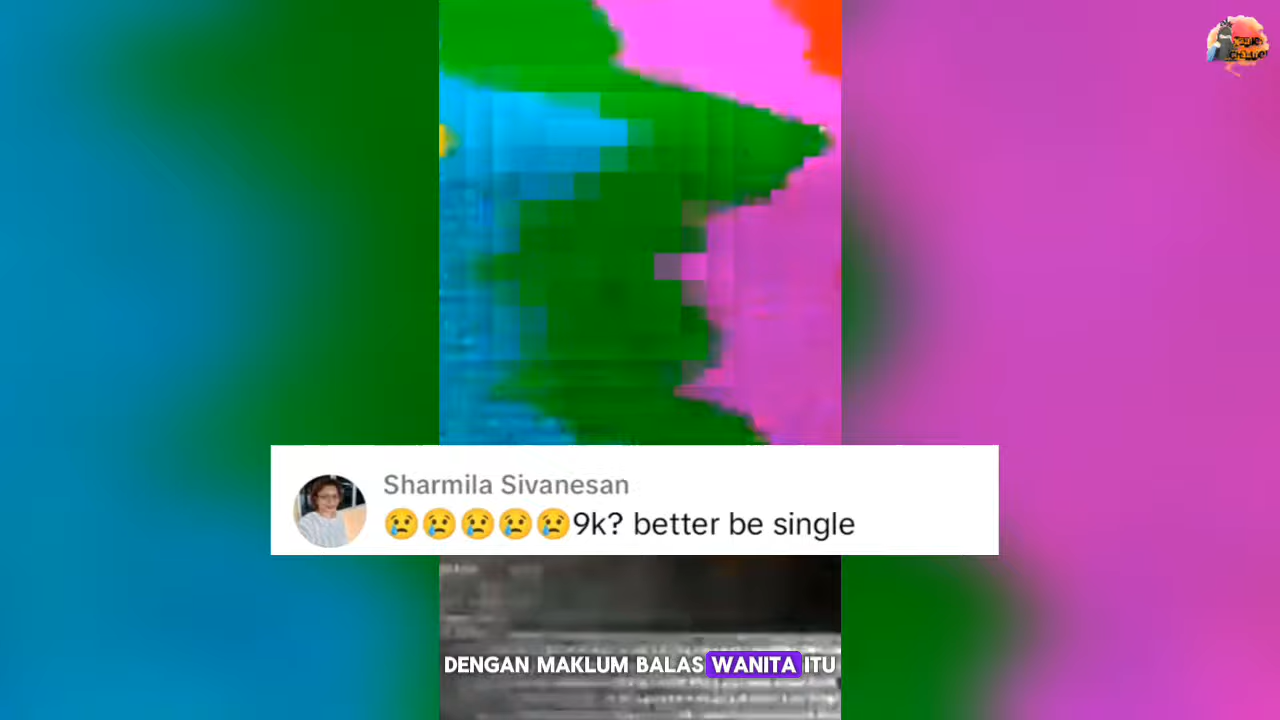 Sharmila Sivanesan
😢😢😢😢😢9k? better be single
DENGAN MAKLUM BALAS WANITA ITU